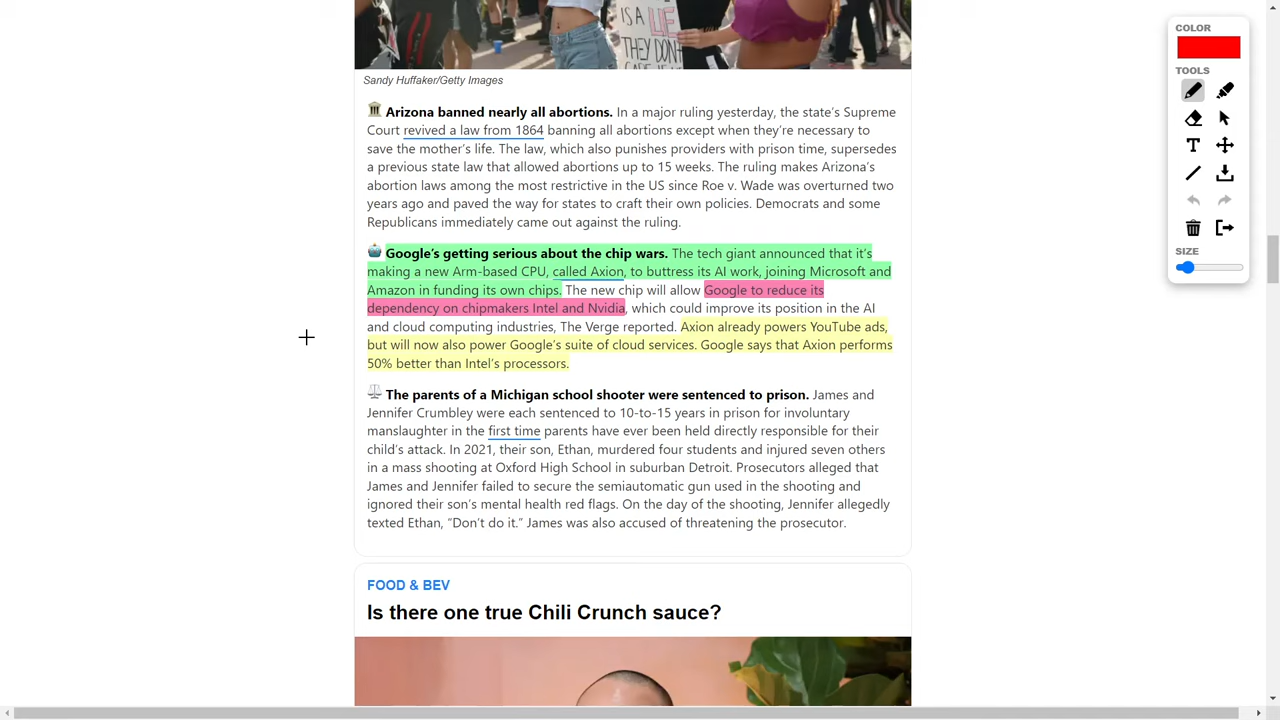 IS A LIE
THEY DON'T
Sandy Huffaker/Getty Images
Arizona banned nearly all abortions. In a major ruling yesterday, the state’s Supreme
Court revived a law from 1864 banning all abortions except when they’re necessary to
save the mother’s life. The law, which also punishes providers with prison time, supersedes
a previous state law that allowed abortions up to 15 weeks. The ruling makes Arizona’s
abortion laws among the most restrictive in the US since Roe v. Wade was overturned two
years ago and paved the way for states to craft their own policies. Democrats and some
Republicans immediately came out against the ruling.
Google’s getting serious about the chip wars. The tech giant announced that it’s
making a new Arm-based CPU, called Axion, to buttress its AI work, joining Microsoft and
Amazon in funding its own chips. The new chip will allow Google to reduce its
dependency on chipmakers Intel and Nvidia, which could improve its position in the AI
and cloud computing industries, The Verge reported. Axion already powers YouTube ads,
but will now also power Google’s suite of cloud services. Google says that Axion performs
50% better than Intel’s processors.
The parents of a Michigan school shooter were sentenced to prison. James and
Jennifer Crumbley were each sentenced to 10-to-15 years in prison for involuntary
manslaughter in the first time parents have ever been held directly responsible for their
child’s attack. In 2021, their son, Ethan, murdered four students and injured seven others
in a mass shooting at Oxford High School in suburban Detroit. Prosecutors alleged that
James and Jennifer failed to secure the semiautomatic gun used in the shooting and
ignored their son’s mental health red flags. On the day of the shooting, Jennifer allegedly
texted Ethan, “Don’t do it.” James was also accused of threatening the prosecutor.
FOOD & BEV
Is there one true Chili Crunch sauce?
COLOR
TOOLS
T
SIZE